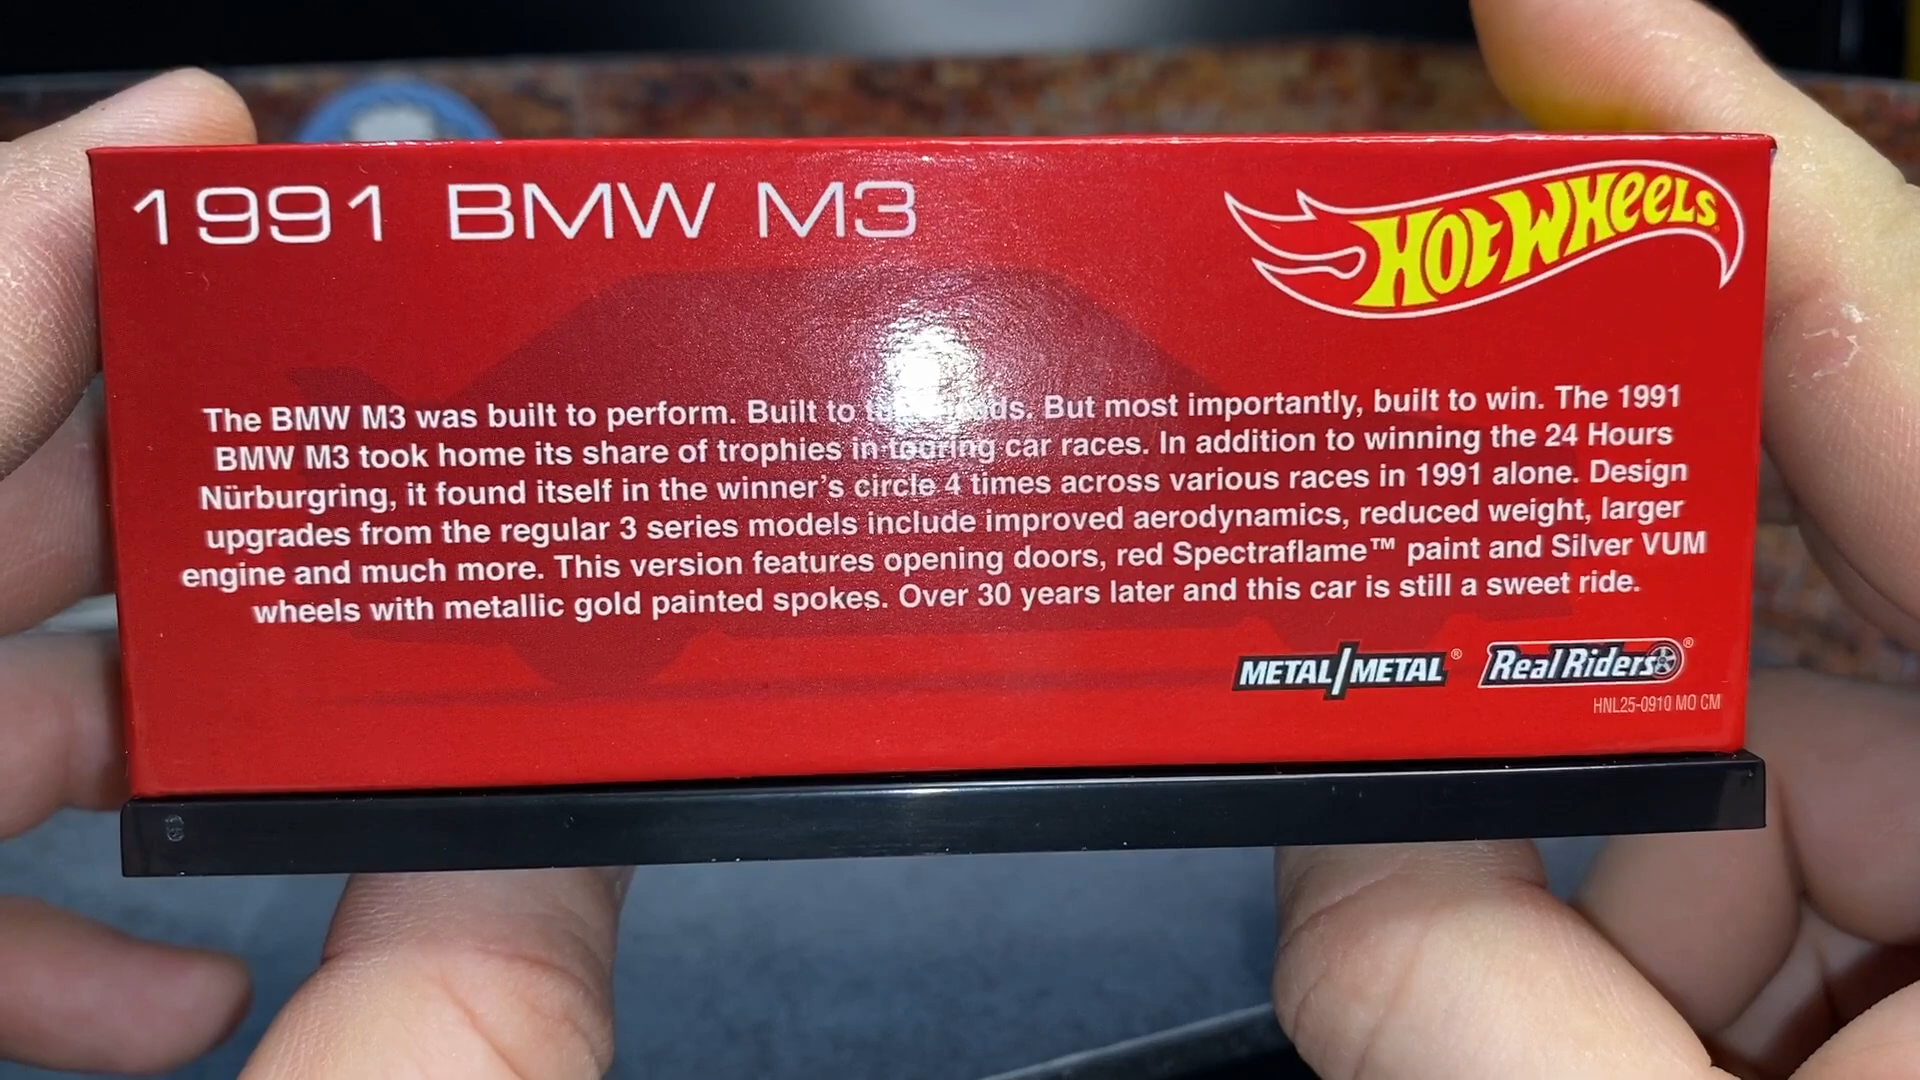 1991 BMW M3
HOT WHEELS
The BMW M3 was built to perform. Built to But most importantly, built to win. The 1991
BMW M3 took home its share of trophies in touring car races. In addition to winning the 24 Hours
Nürburgring, it found itself in the winner's circle 4 times across various races in 1991 alone. Design
upgrades from the regular 3 series models include improved aerodynamics, reduced weight, larger
engine and much more. This version features opening doors, red Spectraflame™ paint and Silver VUM
wheels with metallic gold painted spokes. Over 30 years later and this car is still a sweet ride.
METAL/METAL® Real Riders®
HNL25-0910 MO CM